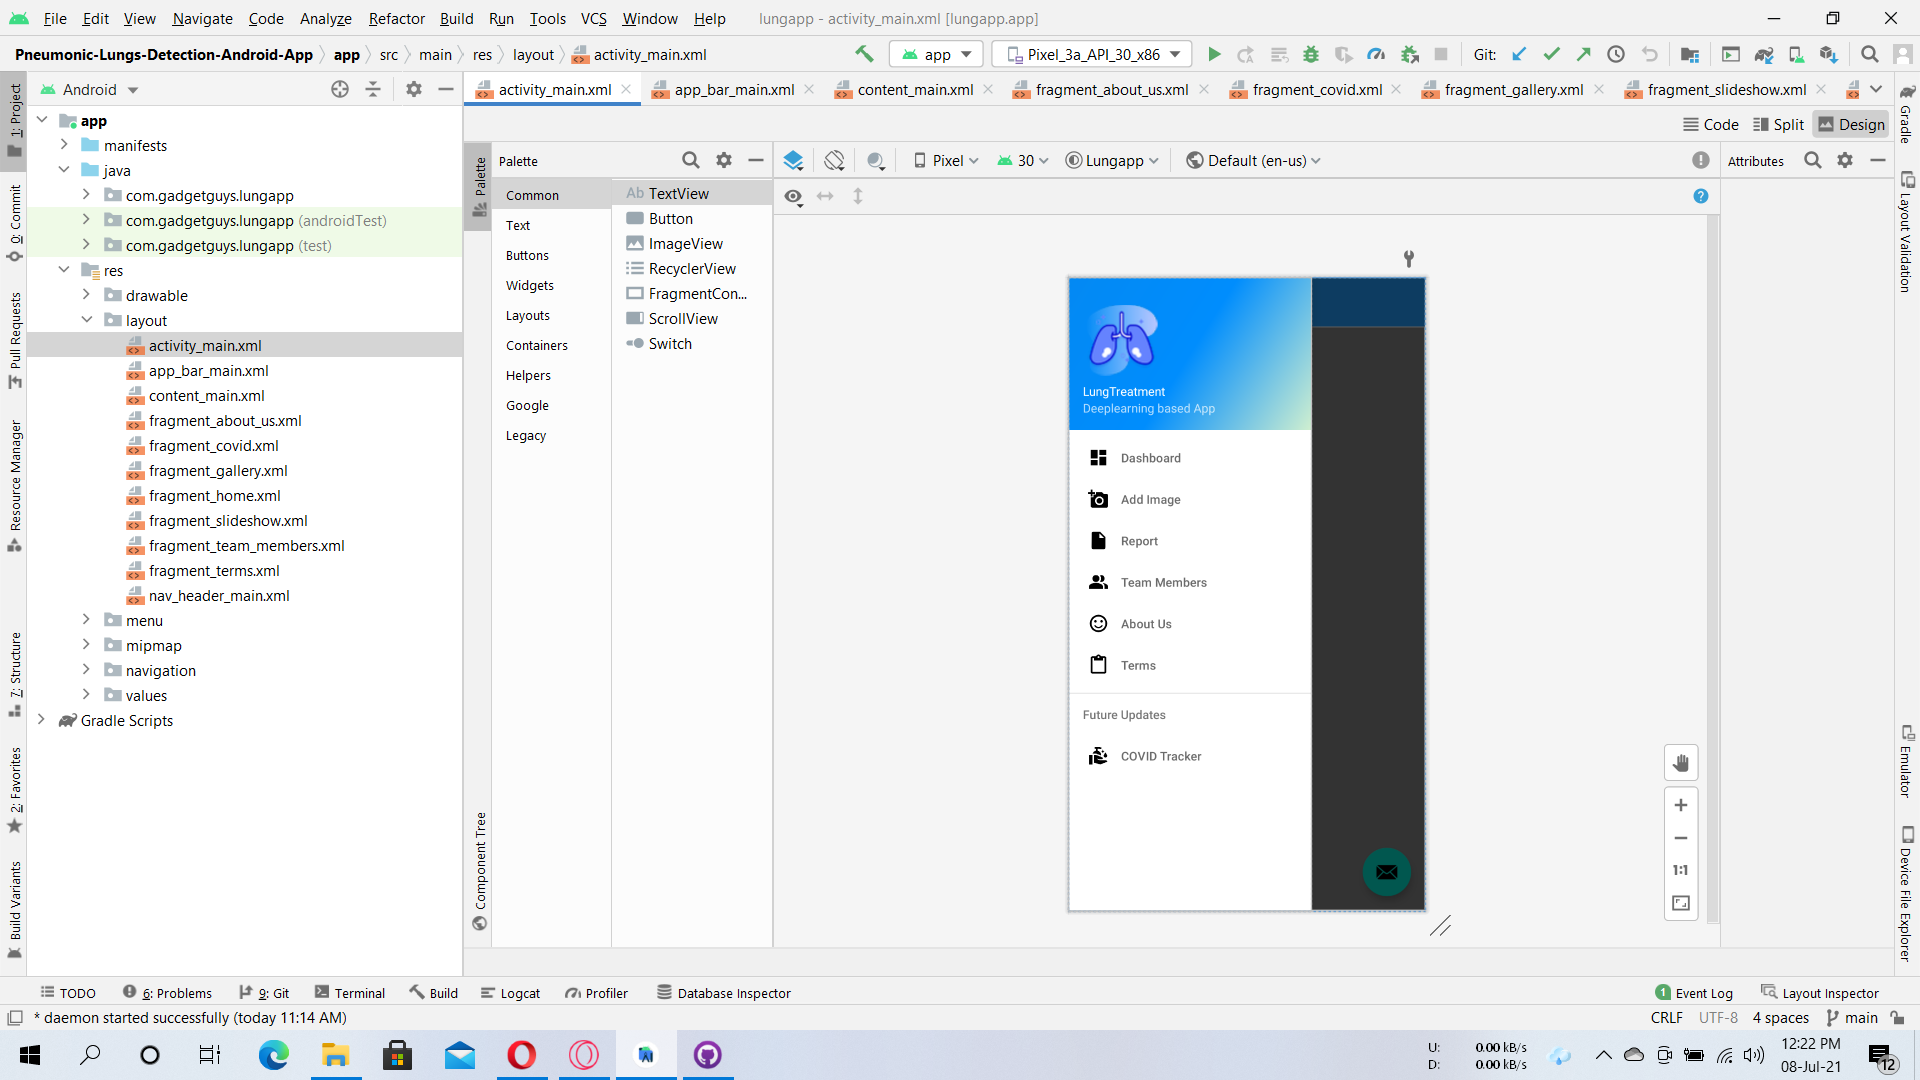 File Edit View Navigate Code Analyze Refactor Build Run Tools VCS Window Help lungapp - activity_main.xml [lungapp.app]
Pneumonic-Lungs-Detection-Android-App app src main res layout activity_main.xml app Pixel_3a_API_30_x86 Git:
1: Project
0: Commit
Pull Requests
Resource Manager
7: Structure
2: Favorites
Build Variants
Android
app
manifests
java
com.gadgetguys.lungapp
com.gadgetguys.lungapp (androidTest)
com.gadgetguys.lungapp (test)
res
drawable
layout
activity_main.xml
app_bar_main.xml
content_main.xml
fragment_about_us.xml
fragment_covid.xml
fragment_gallery.xml
fragment_home.xml
fragment_slideshow.xml
fragment_team_members.xml
fragment_terms.xml
nav_header_main.xml
menu
mipmap
navigation
values
Gradle Scripts
activity_main.xml app_bar_main.xml content_main.xml fragment_about_us.xml fragment_covid.xml fragment_gallery.xml fragment_slideshow.xml
Code Split Design
Palette
Component Tree
Palette
Common
Text
Buttons
Widgets
Layouts
Containers
Helpers
Google
Legacy
Ab TextView
Button
ImageView
RecyclerView
FragmentCon...
ScrollView
Switch
Pixel 30 Lungapp Default (en-us)
LungTreatment
Deeplearning based App
Dashboard
Add Image
Report
Team Members
About Us
Terms
Future Updates
COVID Tracker
1:1
Attributes
Gradle
Layout Validation
Emulator
Device File Explorer
TODO 6: Problems 9: Git Terminal Build Logcat Profiler Database Inspector 1 Event Log Layout Inspector
* daemon started successfully (today 11:14 AM) CRLF UTF-8 4 spaces main
U: 0.00 kB/s
D: 0.00 kB/s
12:22 PM
08-Jul-21
12